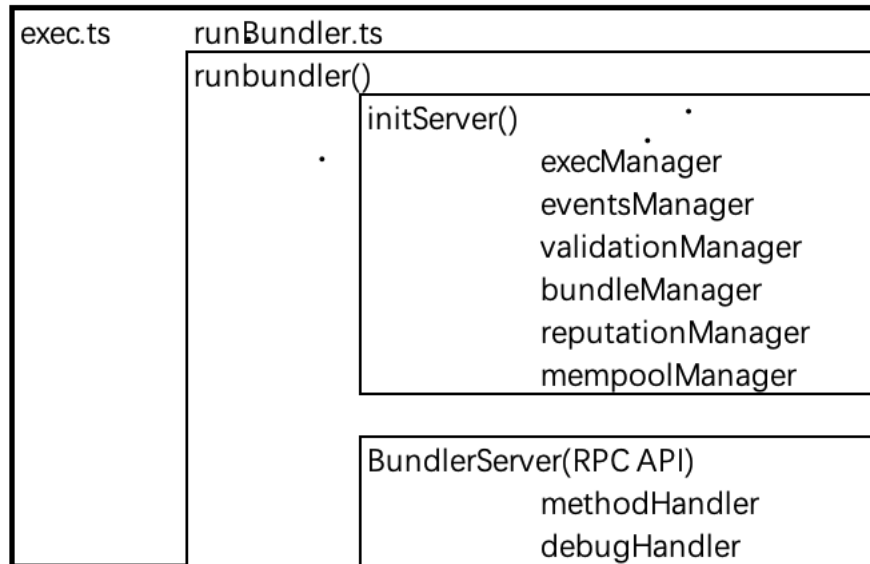 exec.ts runBundler.ts
runbundler()
initServer()
execManager
eventsManager
validationManager
bundleManager
reputationManager
mempoolManager
BundlerServer(RPC API)
methodHandler
debugHandler